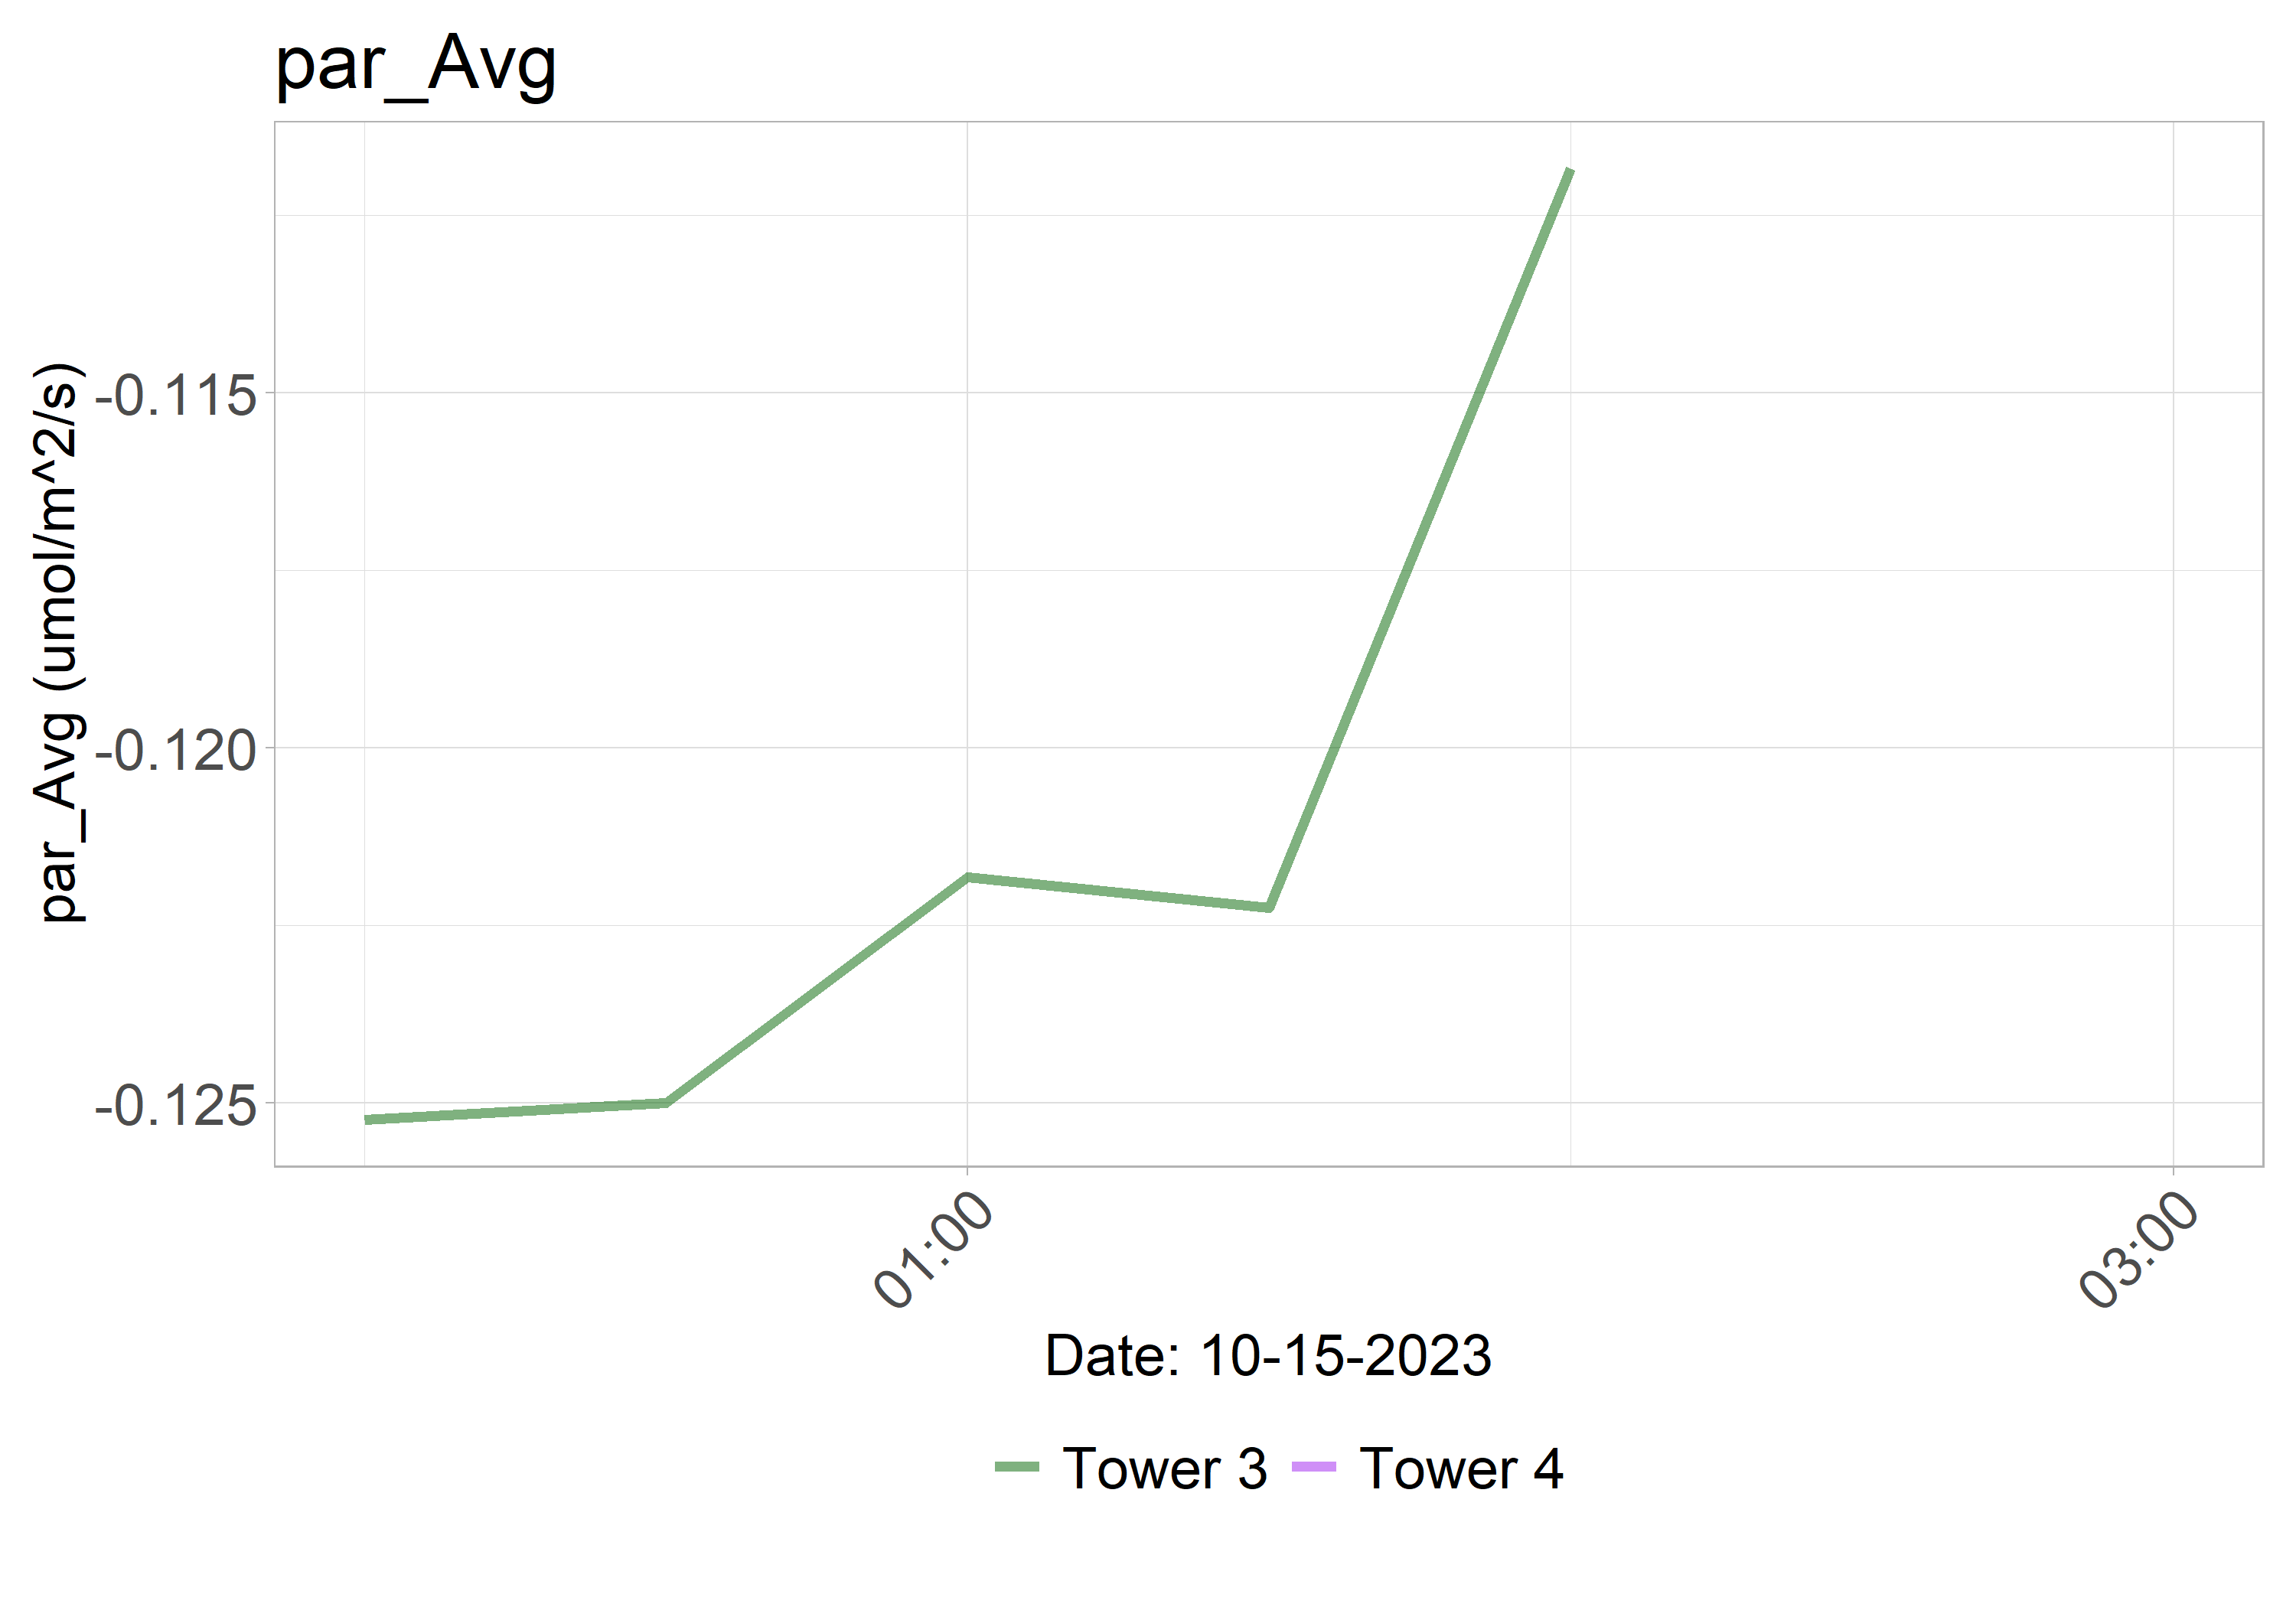 par_Avg
par_Avg (umol/m^2/s)
-0.115
-0.120
-0.125
01:00
03:00
Date: 10-15-2023
Tower 3
Tower 4